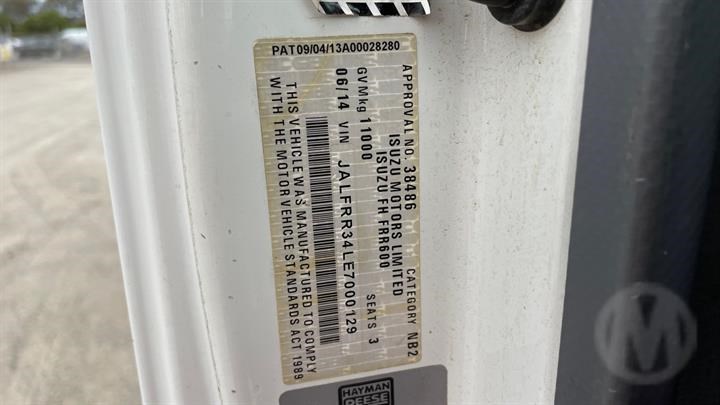 PAT09/04/13A00028280
APPROVAL NO. 38486 CATEGORY NB2
ISUZU MOTORS LIMITED
ISUZU FH FRR600
GVMkg 11000 SEATS 3
06/14 VIN JALFRR34LE7000129
THIS VEHICLE WAS MANUFACTURED TO COMPLY
WITH THE MOTOR VEHICLE STANDARDS ACT 1989
HAYMAN
REESE
M